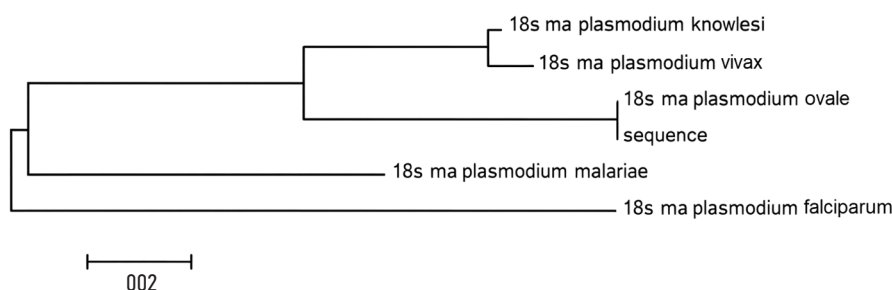 18s ma plasmodium knowlesi
18s ma plasmodium vivax
18s ma plasmodium ovale
sequence
18s ma plasmodium malariae
18s ma plasmodium falciparum
002